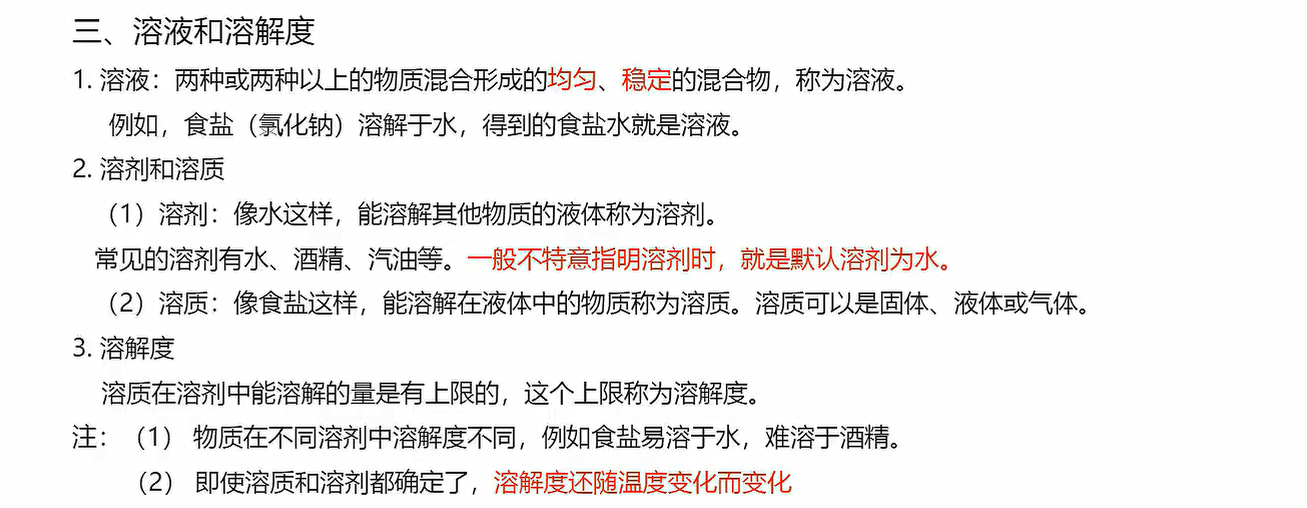 三、溶液和溶解度
1. 溶液：两种或两种以上的物质混合形成的均匀、稳定的混合物，称为溶液。
例如，食盐（氯化钠）溶解于水，得到的食盐水就是溶液。
2. 溶剂和溶质
（1）溶剂：像水这样，能溶解其他物质的液体称为溶剂。
常见的溶剂有水、酒精、汽油等。一般不特意指明溶剂时，就是默认溶剂为水。
（2）溶质：像食盐这样，能溶解在液体中的物质称为溶质。溶质可以是固体、液体或气体。
3. 溶解度
溶质在溶剂中能溶解的量是有上限的，这个上限称为溶解度。
注：（1） 物质在不同溶剂中溶解度不同，例如食盐易溶于水，难溶于酒精。
（2） 即使溶质和溶剂都确定了，溶解度还随温度变化而变化